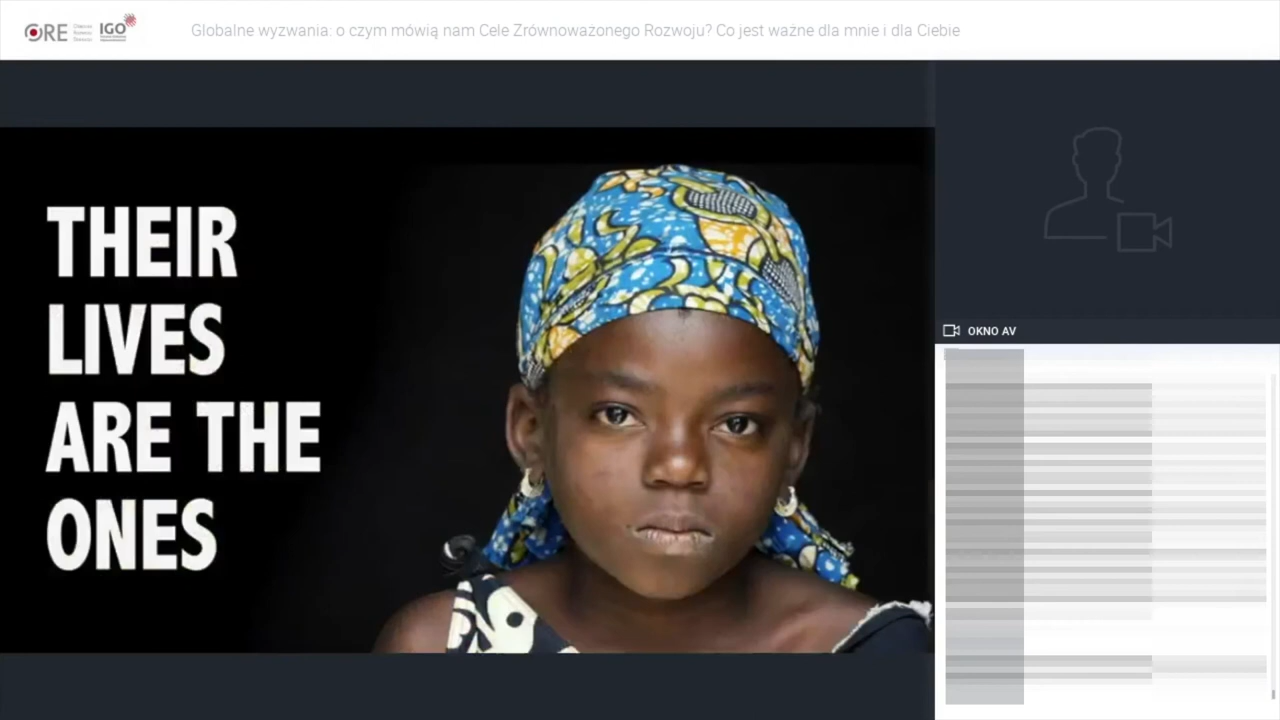 ORE
IGO
Globalne wyzwania: o czym mówią nam Cele Zrównoważonego Rozwoju? Co jest ważne dla mnie i dla Ciebie
THEIR
LIVES
ARE THE
ONES
OKNO AV